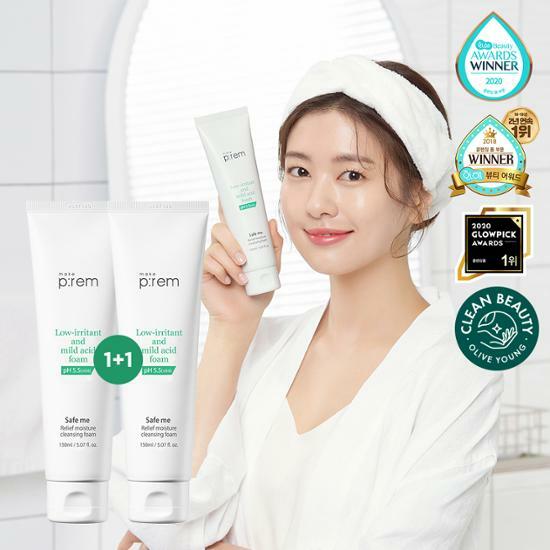 make
p:rem
Low-irritant
and
mild acid
foam
pH 5.5
Safe me
Relief moisture
cleansing foam
150ml / 5.07 fl.oz.
make
p:rem
Low-irritant
and
mild acid
foam
pH 5.5
Safe me
Relief moisture
cleansing foam
150ml / 5.07 fl.oz.
1+1
make
p:rem
Low-irritant
and
mild acid
foam
Safe me
Beauty
AWARDS
WINNER
2020
2년 연속
1위
2018
WINNER
뷰티 어워드
2020
GLOWPICK
AWARDS
1위
CLEAN BEAUTY
OLIVE YOUNG